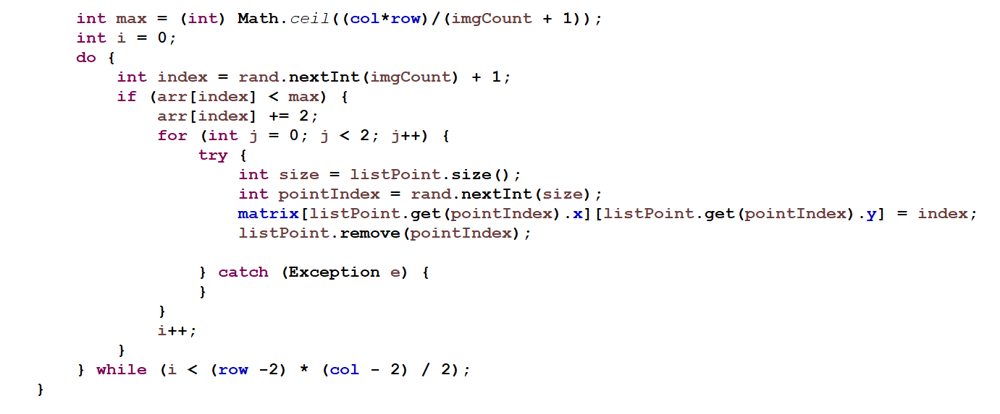 int max = (int) Math.ceil((col*row)/(imgCount + 1));
int i = 0;
do {
int index = rand.nextInt(imgCount) + 1;
if (arr[index] < max) {
arr[index] += 2;
for (int j = 0; j < 2; j++) {
try {
int size = listPoint.size();
int pointIndex = rand.nextInt(size);
matrix[listPoint.get(pointIndex).x][listPoint.get(pointIndex).y] = index;
listPoint.remove(pointIndex);
} catch (Exception e) {
}
}
i++;
}
} while (i < (row -2) * (col - 2) / 2);
}